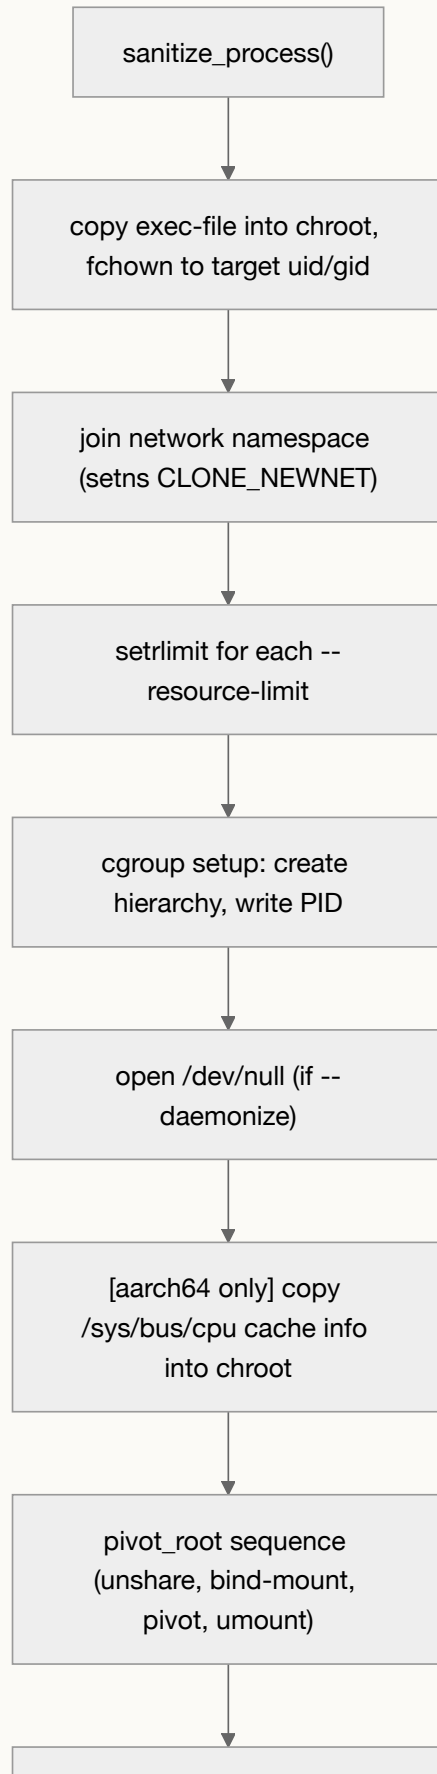 sanitize_process()
copy exec-file into chroot,
fchown to target uid/gid
join network namespace
(setns CLONE_NEWNET)
setrlimit for each --
resource-limit
cgroup setup: create
hierarchy, write PID
open /dev/null (if --
daemonize)
[aarch64 only] copy
/sys/bus/cpu cache info
into chroot
pivot_root sequence
(unshare, bind-mount,
pivot, umount)